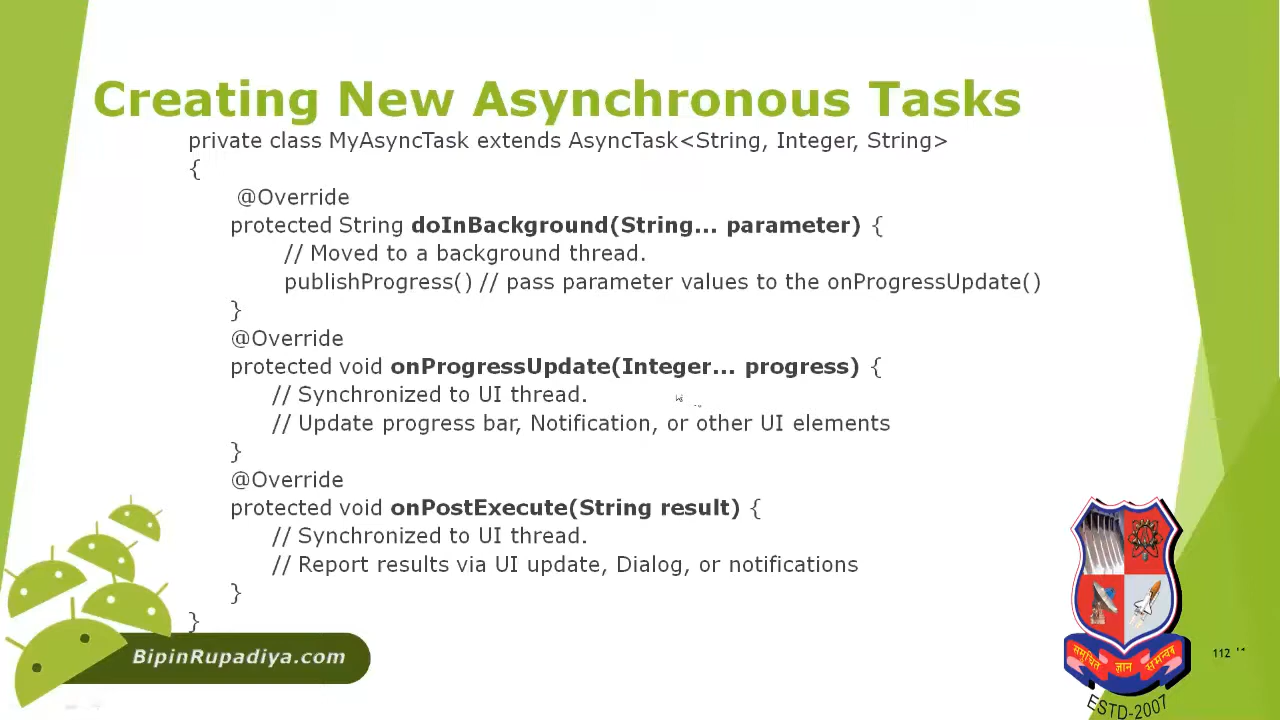 Creating New Asynchronous Tasks
private class MyAsyncTask extends AsyncTask<String, Integer, String>
{
@Override
protected String doInBackground(String... parameter) {
// Moved to a background thread.
publishProgress() // pass parameter values to the onProgressUpdate()
}
@Override
protected void onProgressUpdate(Integer... progress) {
// Synchronized to UI thread.
// Update progress bar, Notification, or other UI elements
}
@Override
protected void onPostExecute(String result) {
// Synchronized to UI thread.
// Report results via UI update, Dialog, or notifications
}
}
BipinRupadiya.com
समुचित ज्ञान समन्वय
ESTD-2007
112